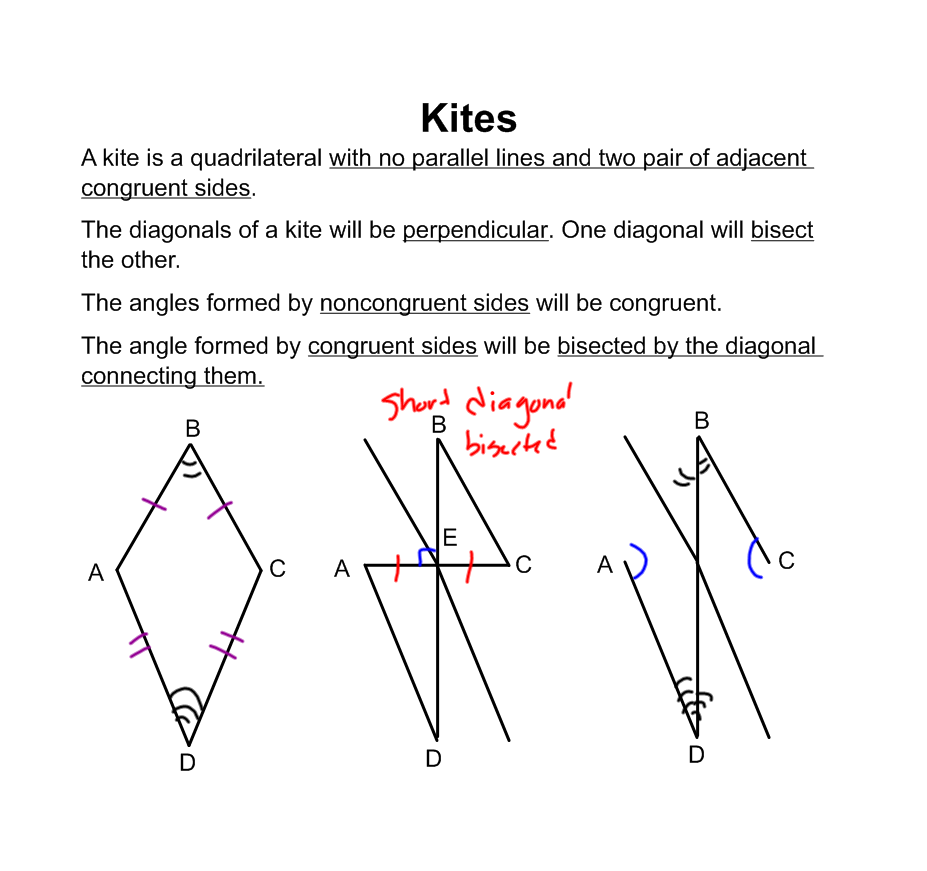 Kites
A kite is a quadrilateral with no parallel lines and two pair of adjacent
congruent sides.
The diagonals of a kite will be perpendicular. One diagonal will bisect
the other.
The angles formed by noncongruent sides will be congruent.
The angle formed by congruent sides will be bisected by the diagonal
connecting them.
Short diagonal
bisected
B
A
C
D
B
E
A
C
D
B
A
C
D